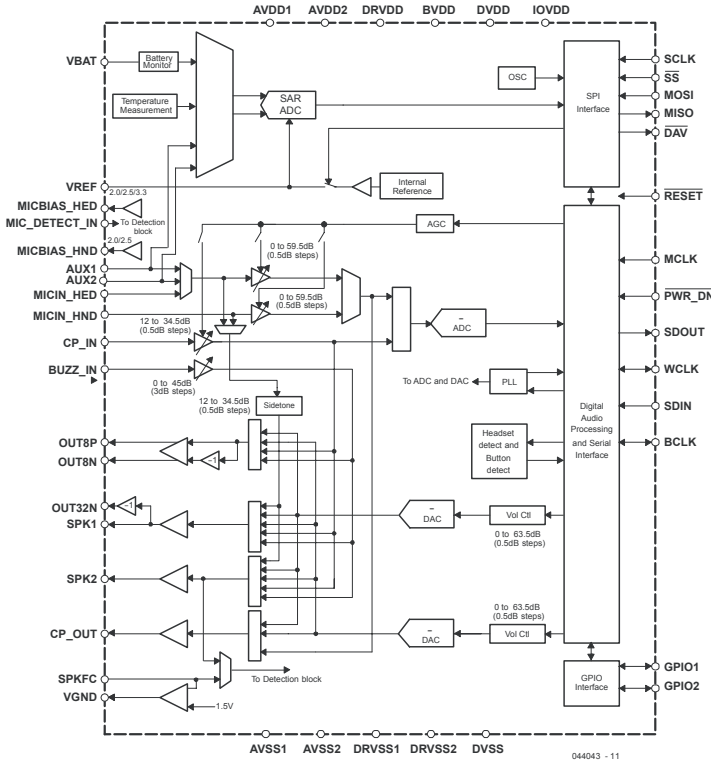 AVDD1 AVDD2 DRVDD BVDD DVDD IOVDD
VBAT
Battery
Monitor
Temperature
Measurement
SAR
ADC
OSC
SPI
Interface
SCLK
SS
MOSI
MISO
DAV
VREF
Internal
Reference
2.0/2.5/3.3
MICBIAS_HED
MIC_DETECT_IN
To Detection
block
RESET
AGC
MICBIAS_HND
2.0/2.5
0 to 59.5dB
(0.5dB steps)
AUX1
AUX2
MICIN_HED
MICIN_HND
0 to 59.5dB
(0.5dB steps)
12 to 34.5dB
(0.5dB steps)
CP_IN
BUZZ_IN
0 to 45dB
(3dB steps)
12 to 34.5dB
(0.5dB steps)
Sidetone
−
ADC
MCLK
PWR_DN
SDOUT
WCLK
SDIN
BCLK
To ADC and DAC
PLL
Digital
Audio
Processing
and Serial
Interface
Headset
detect and
Button
detect
OUT8P
OUT8N
−1
OUT32N
−1
SPK1
−
DAC
Vol Ctl
0 to 63.5dB
(0.5dB steps)
SPK2
0 to 63.5dB
(0.5dB steps)
CP_OUT
−
DAC
Vol Ctl
SPKFC
To Detection block
VGND
1.5V
GPIO
Interface
GPIO1
GPIO2
AVSS1 AVSS2 DRVSS1 DRVSS2 DVSS
044043 - 11